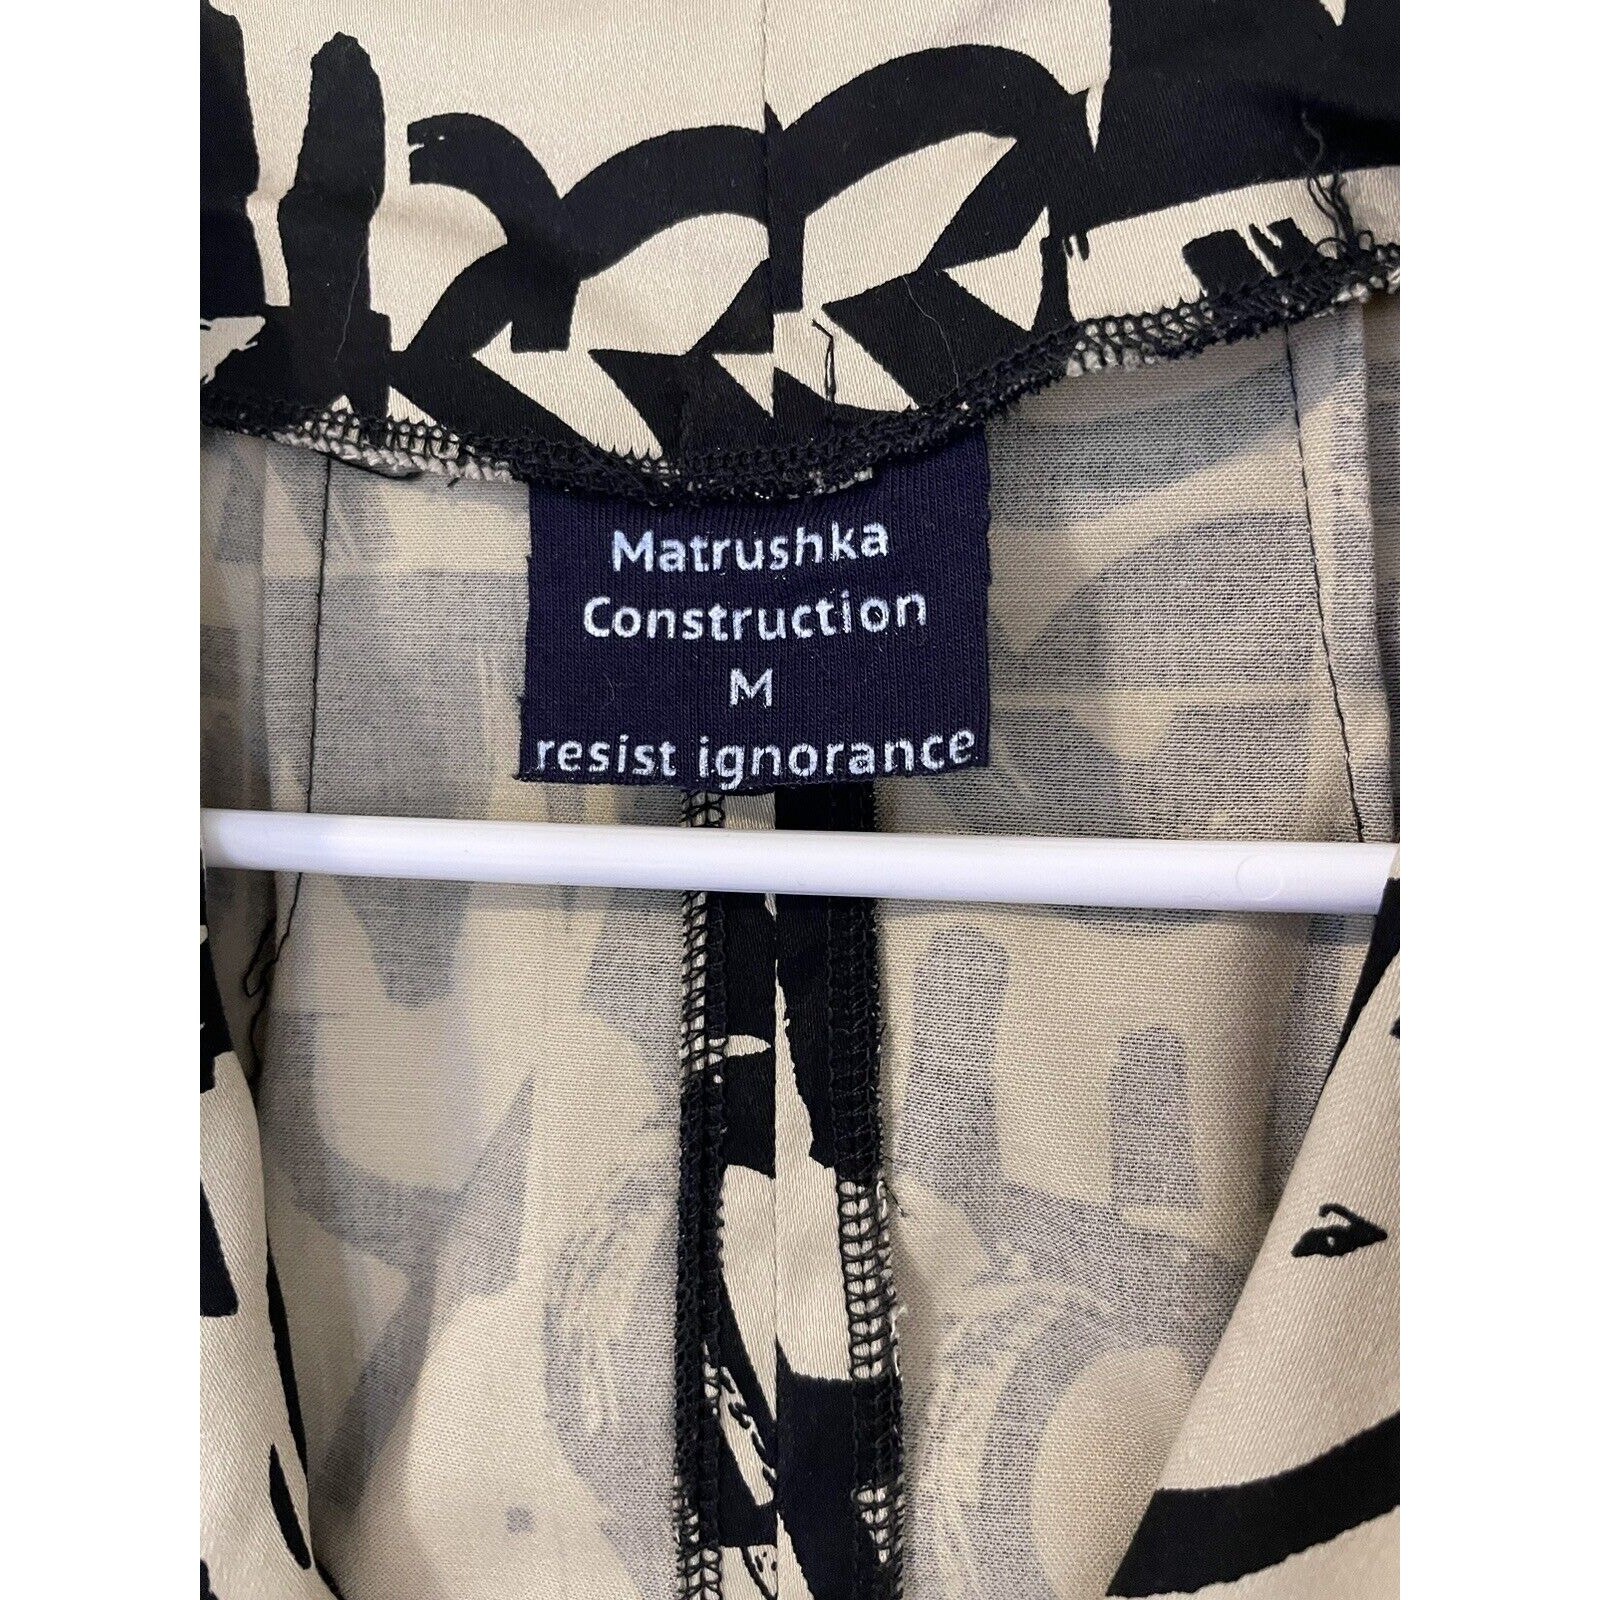 Matrushka
Construction
M
resist ignorance